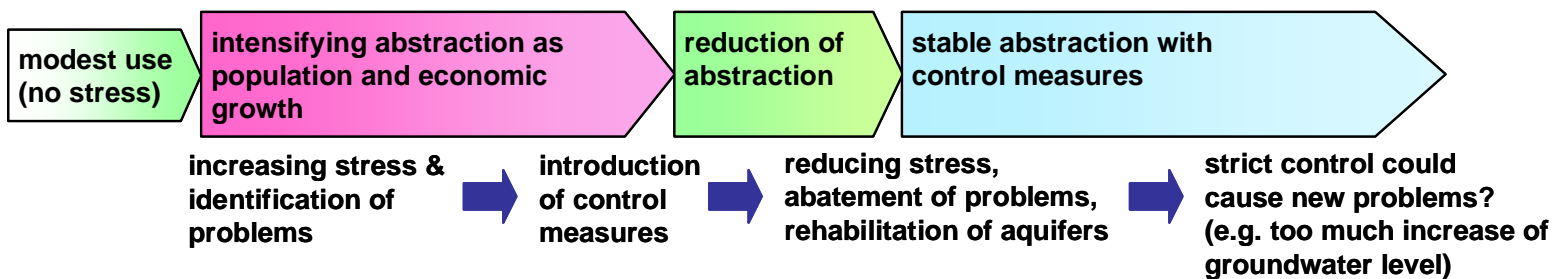 modest use
(no stress)
intensifying abstraction as
population and economic
growth
reduction of
abstraction
stable abstraction with
control measures
increasing stress &
identification of
problems
introduction
of control
measures
reducing stress,
abatement of problems,
rehabilitation of aquifers
strict control could
cause new problems?
(e.g. too much increase of
groundwater level)